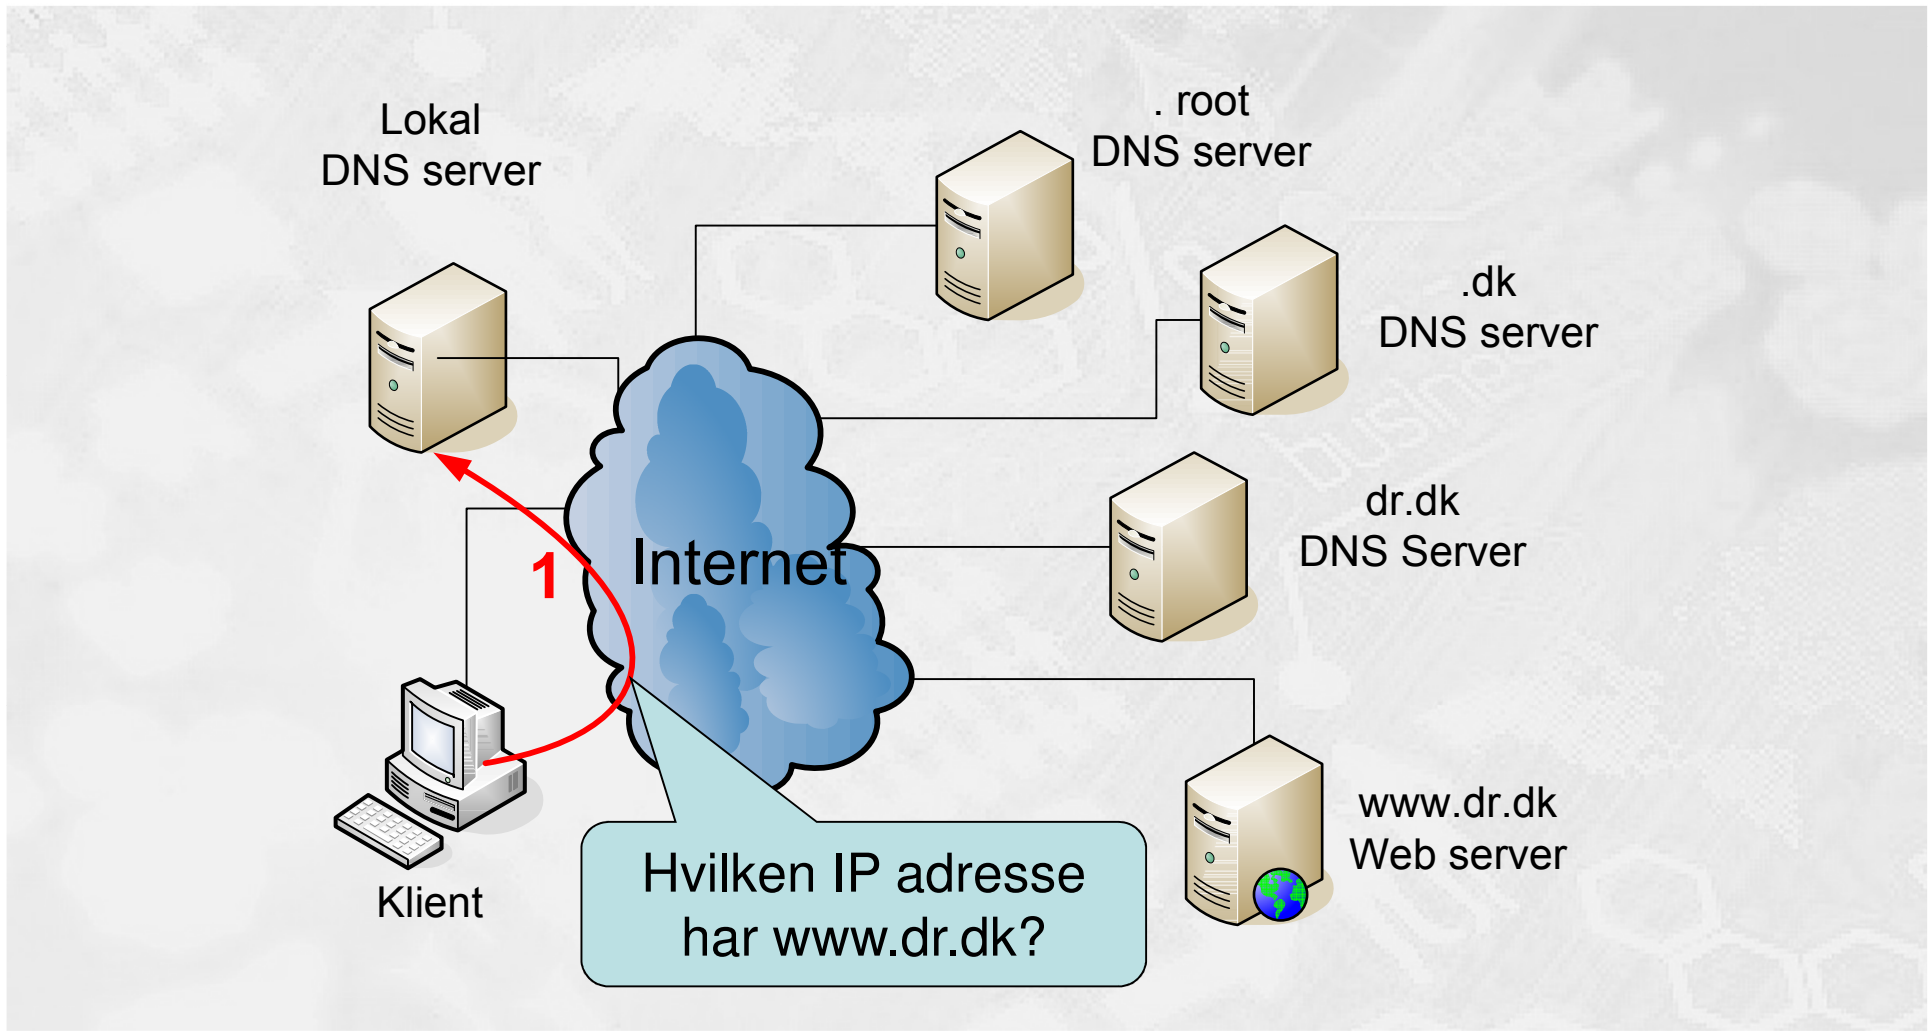 Lokal
DNS server
. root
DNS server
.dk
DNS server
dr.dk
DNS Server
1
Internet
www.dr.dk
Web server
Klient
Hvilken IP adresse
har www.dr.dk?